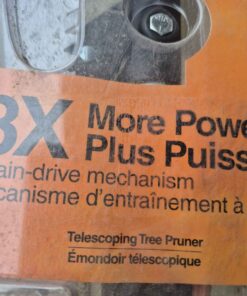 3X More Powe
Plus Puiss
ain-drive mechanism
canisme d'entraînement à
Telescoping Tree Pruner
Émondoir télescopique